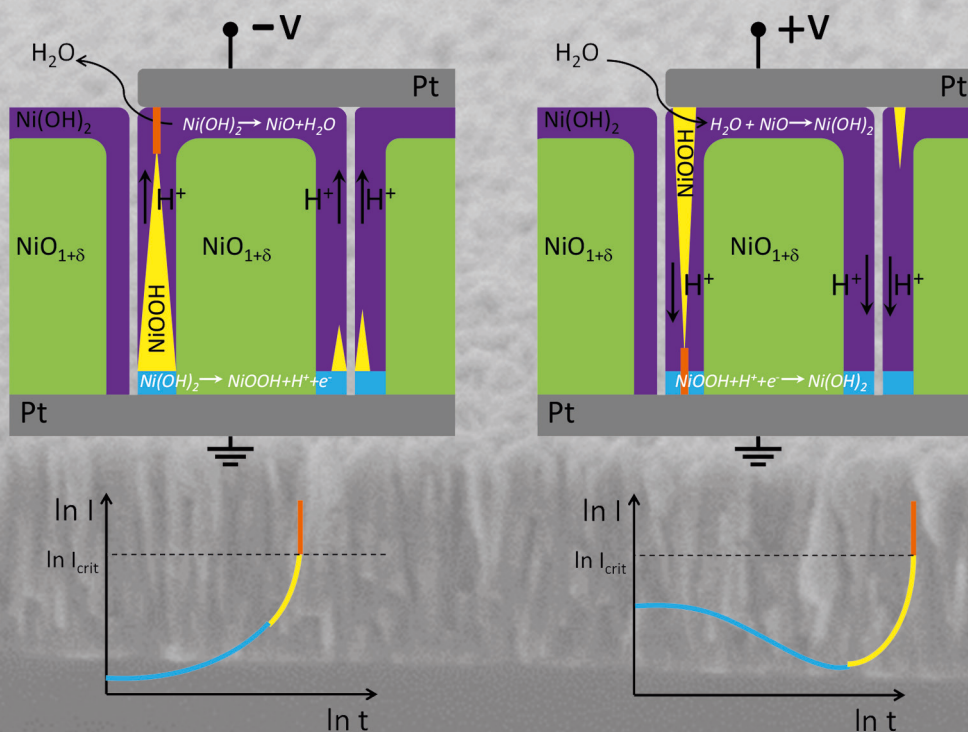 −V
H₂O
Pt
Ni(OH)₂
Ni(OH)₂→NiO+H₂O
H⁺
H⁺
H⁺
NiO₁₊δ
NiO₁₊δ
NiOOH
Ni(OH)₂→NiOOH+H⁺+e⁻
Pt
ln I
ln I crit
ln t
+V
H₂O
Pt
Ni(OH)₂
H₂O + NiO→Ni(OH)₂
NiOOH
NiO₁₊δ
NiO₁₊δ
H⁺
H⁺
H⁺
NiOOH+H⁺+e⁻→Ni(OH)₂
Pt
ln I
ln I crit
ln t